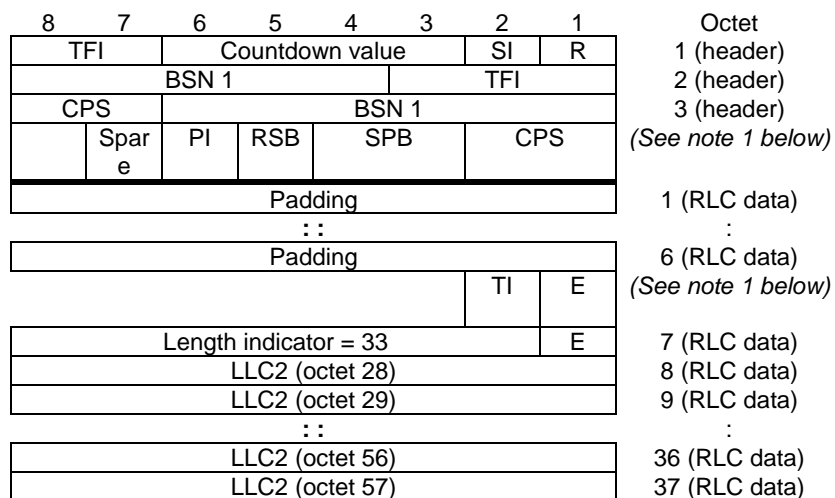 8 7 6 5 4 3 2 1 Octet
TFI Countdown value SI R 1 (header)
BSN 1 TFI 2 (header)
CPS BSN 1 3 (header)
Spar PI RSB SPB CPS (See note 1 below)
e
Padding 1 (RLC data)
: : :
Padding 6 (RLC data)
TI E (See note 1 below)
Length indicator = 33 E 7 (RLC data)
LLC2 (octet 28) 8 (RLC data)
LLC2 (octet 29) 9 (RLC data)
: : :
LLC2 (octet 56) 36 (RLC data)
LLC2 (octet 57) 37 (RLC data)